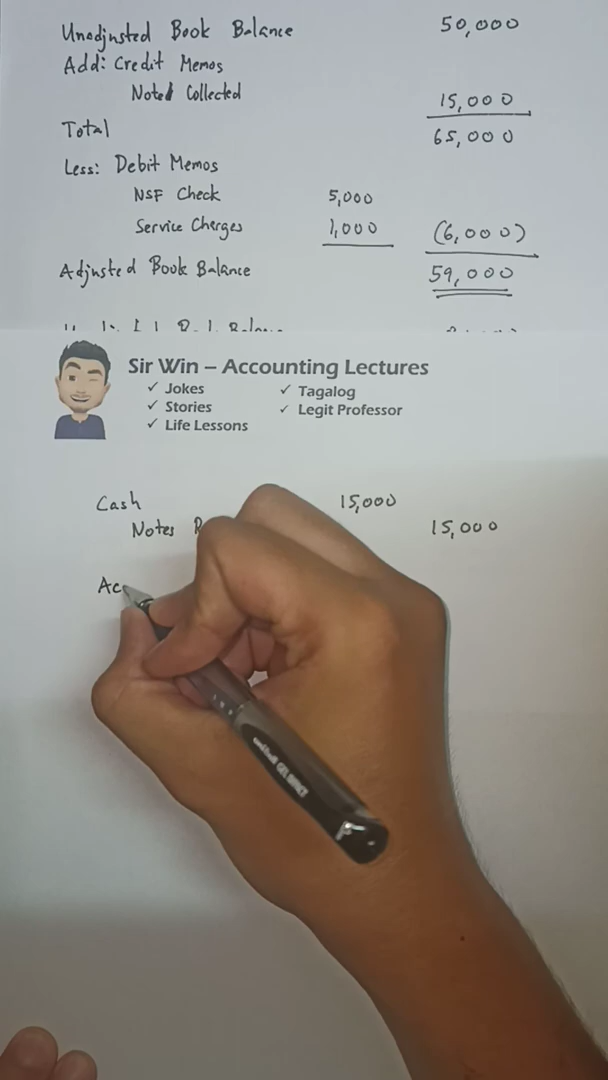 Unadjusted Book Balance 50,000
Add: Credit Memos
Noted Collected 15,000
Total 65,000
Less: Debit Memos
NSF Check 5,000
Service Charges 1,000 (6,000)
Adjusted Book Balance 59,000
Sir Win – Accounting Lectures
✓ Jokes ✓ Tagalog
✓ Stories ✓ Legit Professor
✓ Life Lessons
Cash 15,000
Notes R 15,000
Acc